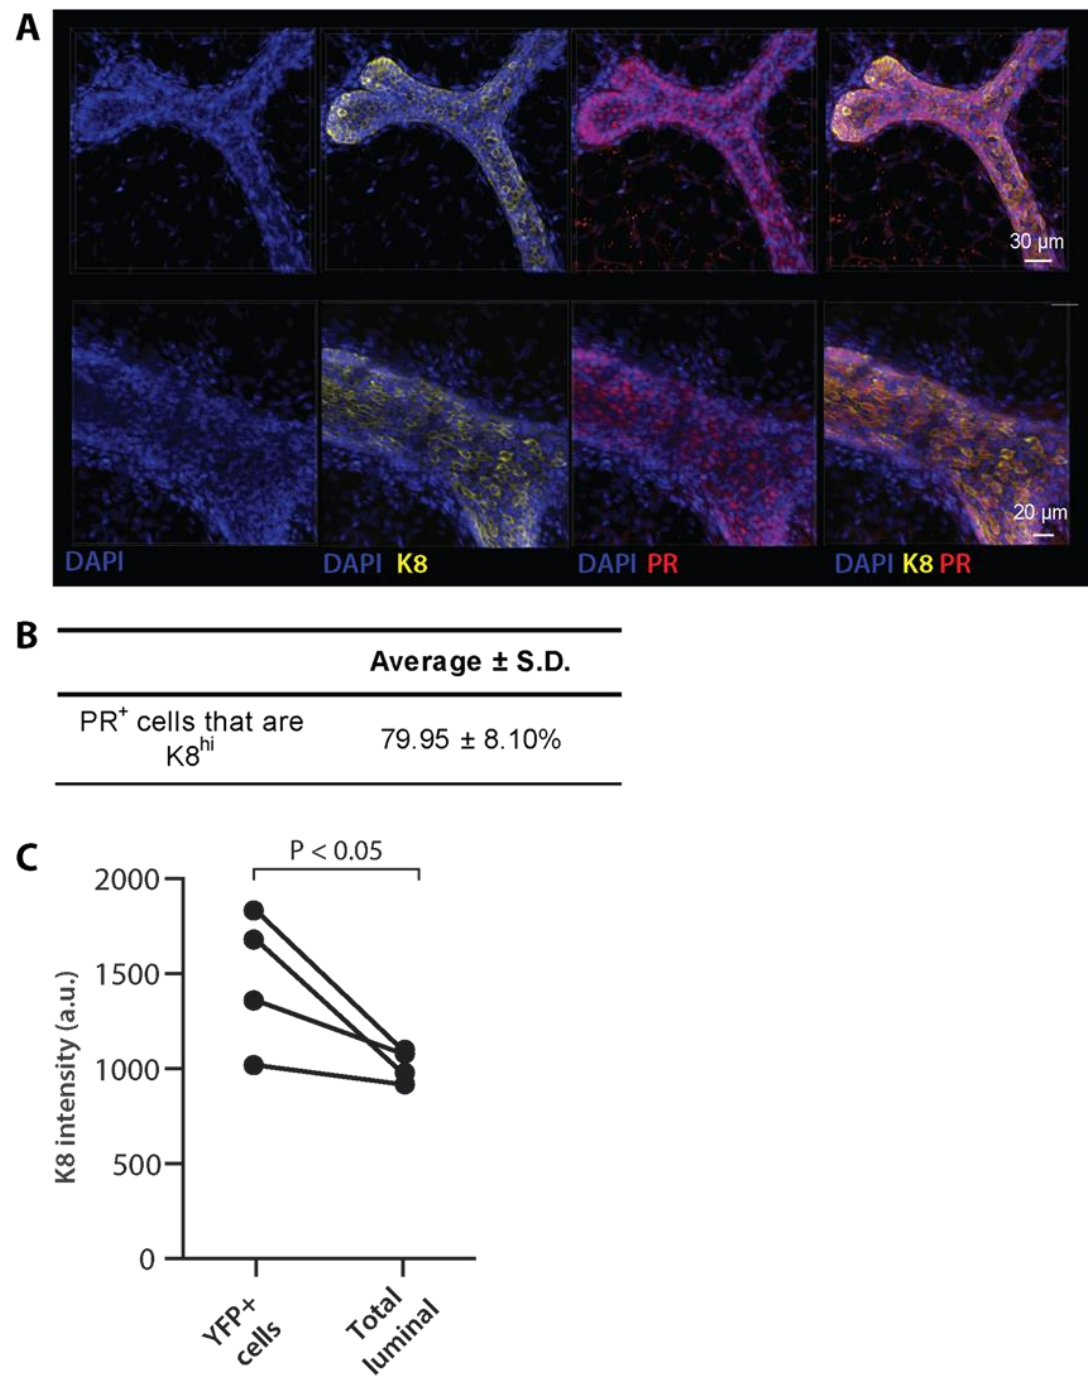 A
30 μm
20 μm
DAPI
DAPI K8
DAPI PR
DAPI K8 PR
B
Average ± S.D.
PR⁺ cells that are
K8ʰⁱ
79.95 ± 8.10%
C
P < 0.05
2000
1500
1000
500
0
K8 intensity (a.u.)
YFP+
cells
Total
luminal